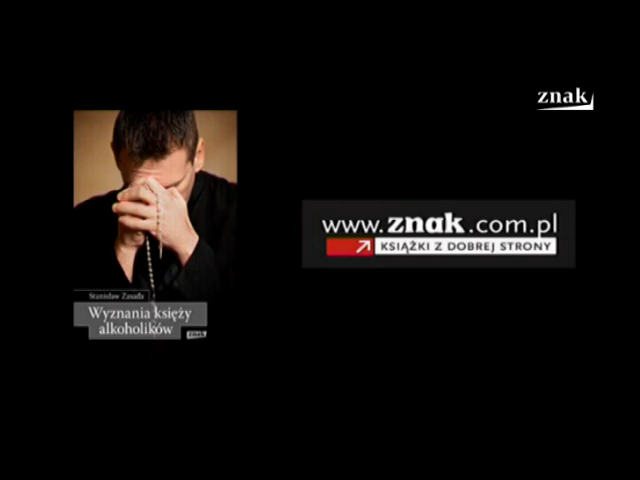 znak
Stanisław Zasada
Wyznania księży
alkoholików
znak
www.znak.com.pl
KSIĄŻKI Z DOBREJ STRONY